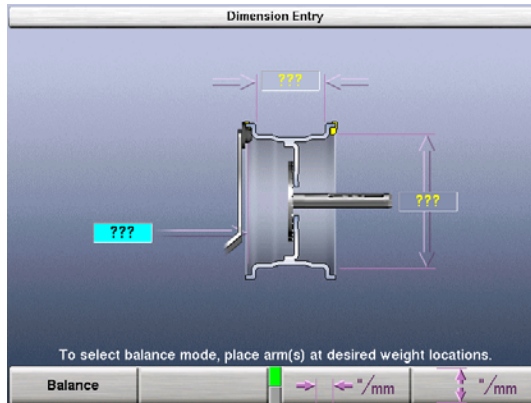 Dimension Entry
???
???
???
To select balance mode, place arm(s) at desired weight locations.
Balance
"/mm
"/mm